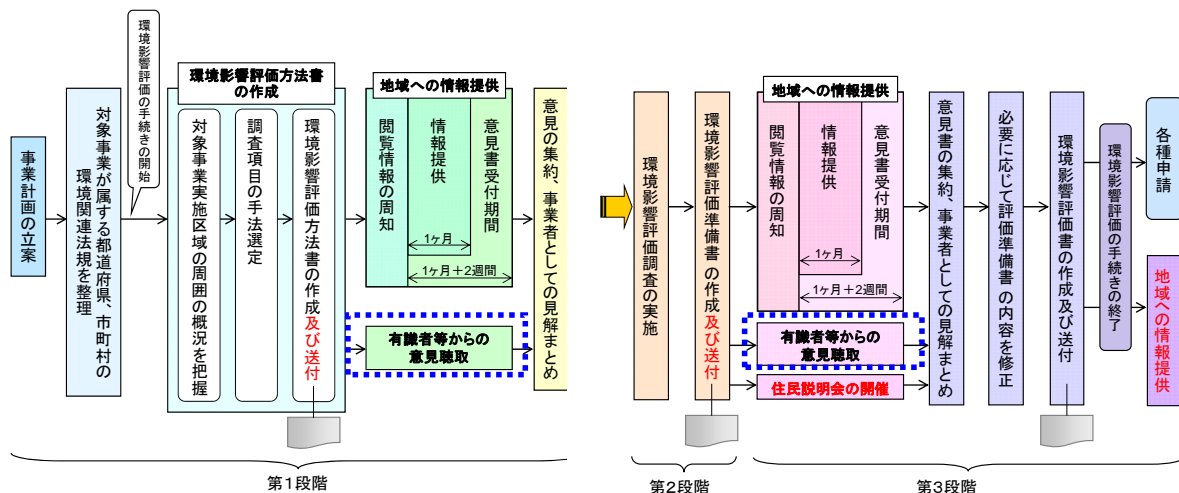 事業計画の立案
対象事業が属する都道府県、市町村の
環境関連法規を整理
環境影響評価の手続きの開始
環境影響評価方法書
の作成
対象事業実施区域の周囲の概況を把握
調査項目の手法選定
環境影響評価方法書の作成及び送付
地域への情報提供
閲覧情報の周知
情報提供
意見書受付期間
1ヶ月
1ヶ月+2週間
有識者等からの
意見聴取
意見の集約、事業者としての見解まとめ
第1段階
環境影響評価調査の実施
環境影響評価準備書 の作成及び送付
第2段階
地域への情報提供
閲覧情報の周知
情報提供
意見書受付期間
1ヶ月
1ヶ月+2週間
有識者等からの
意見聴取
住民説明会の開催
意見書の集約、事業者としての見解まとめ
必要に応じて評価準備書 の内容を修正
環境影響評価書の作成及び送付
環境影響評価の手続きの終了
各種申請
地域への情報提供
第3段階